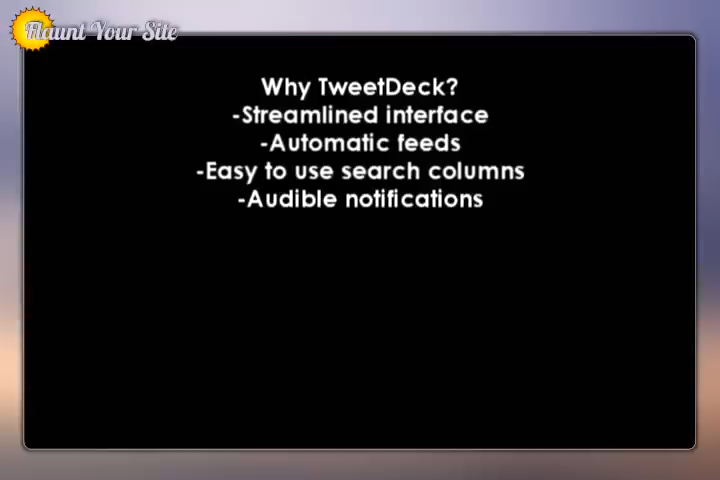 Flaunt Your Site
Why TweetDeck?
-Streamlined interface
-Automatic feeds
-Easy to use search columns
-Audible notifications